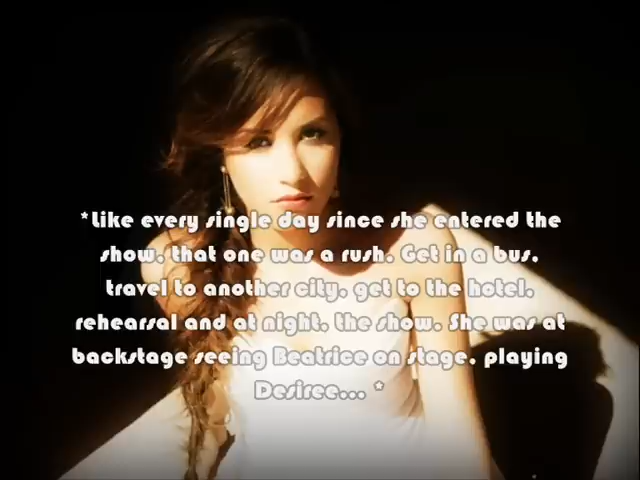 *Like every single day since she entered the
show, that one was a rush. Get in a bus,
travel to another city, get to the hotel,
rehearsal and at night, the show. She was at
backstage seeing Beatrice on stage, playing
Desiree... *